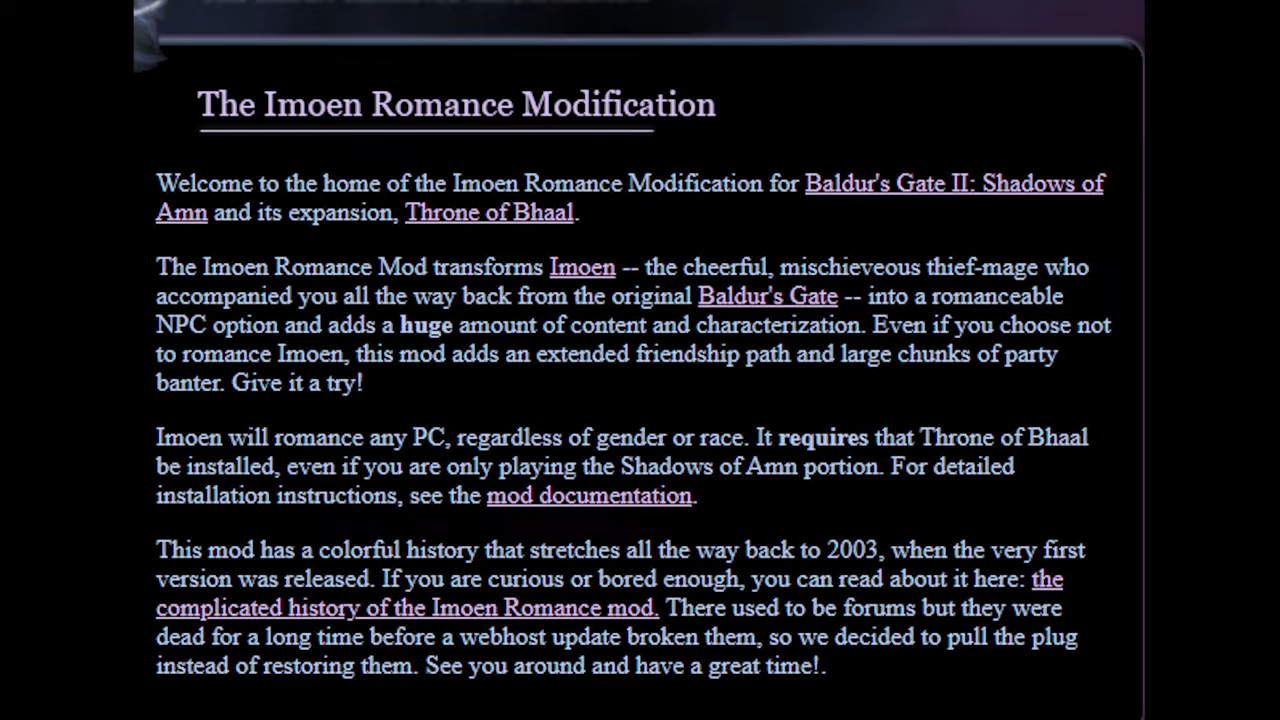 The Imoen Romance Modification
Welcome to the home of the Imoen Romance Modification for Baldur's Gate II: Shadows of
Amn and its expansion, Throne of Bhaal.
The Imoen Romance Mod transforms Imoen -- the cheerful, mischieveous thief-mage who
accompanied you all the way back from the original Baldur's Gate -- into a romanceable
NPC option and adds a huge amount of content and characterization. Even if you choose not
to romance Imoen, this mod adds an extended friendship path and large chunks of party
banter. Give it a try!
Imoen will romance any PC, regardless of gender or race. It requires that Throne of Bhaal
be installed, even if you are only playing the Shadows of Amn portion. For detailed
installation instructions, see the mod documentation.
This mod has a colorful history that stretches all the way back to 2003, when the very first
version was released. If you are curious or bored enough, you can read about it here: the
complicated history of the Imoen Romance mod. There used to be forums but they were
dead for a long time before a webhost update broken them, so we decided to pull the plug
instead of restoring them. See you around and have a great time!.